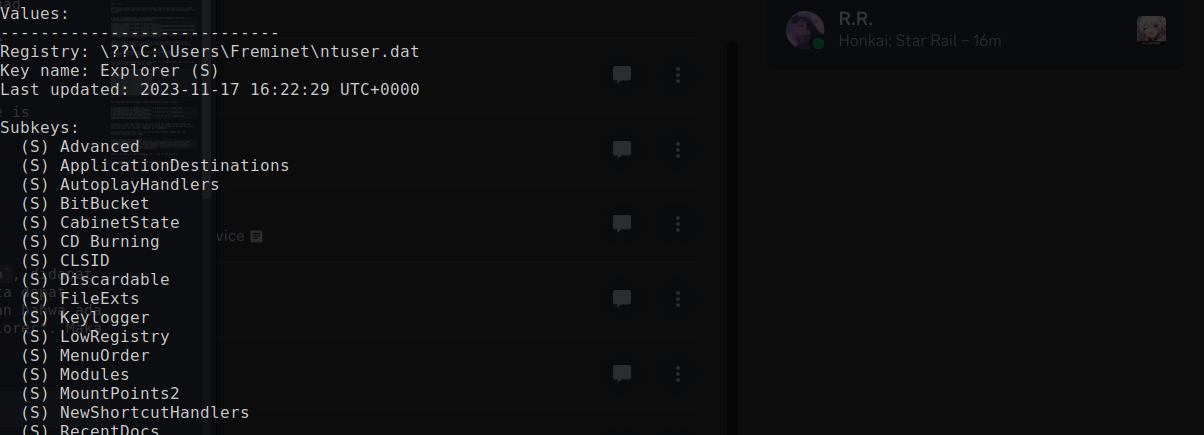 Values:
----------------------------
Registry: \??\C:\Users\Freminet\ntuser.dat
Key name: Explorer (S)
Last updated: 2023-11-17 16:22:29 UTC+0000
Subkeys:
(S) Advanced
(S) ApplicationDestinations
(S) AutoplayHandlers
(S) BitBucket
(S) CabinetState
(S) CD Burning
(S) CLSID
(S) Discardable
(S) FileExts
(S) Keylogger
(S) LowRegistry
(S) MenuOrder
(S) Modules
(S) MountPoints2
(S) NewShortcutHandlers
(S) RecentDocs
R.R.
Honkai: Star Rail – 16m